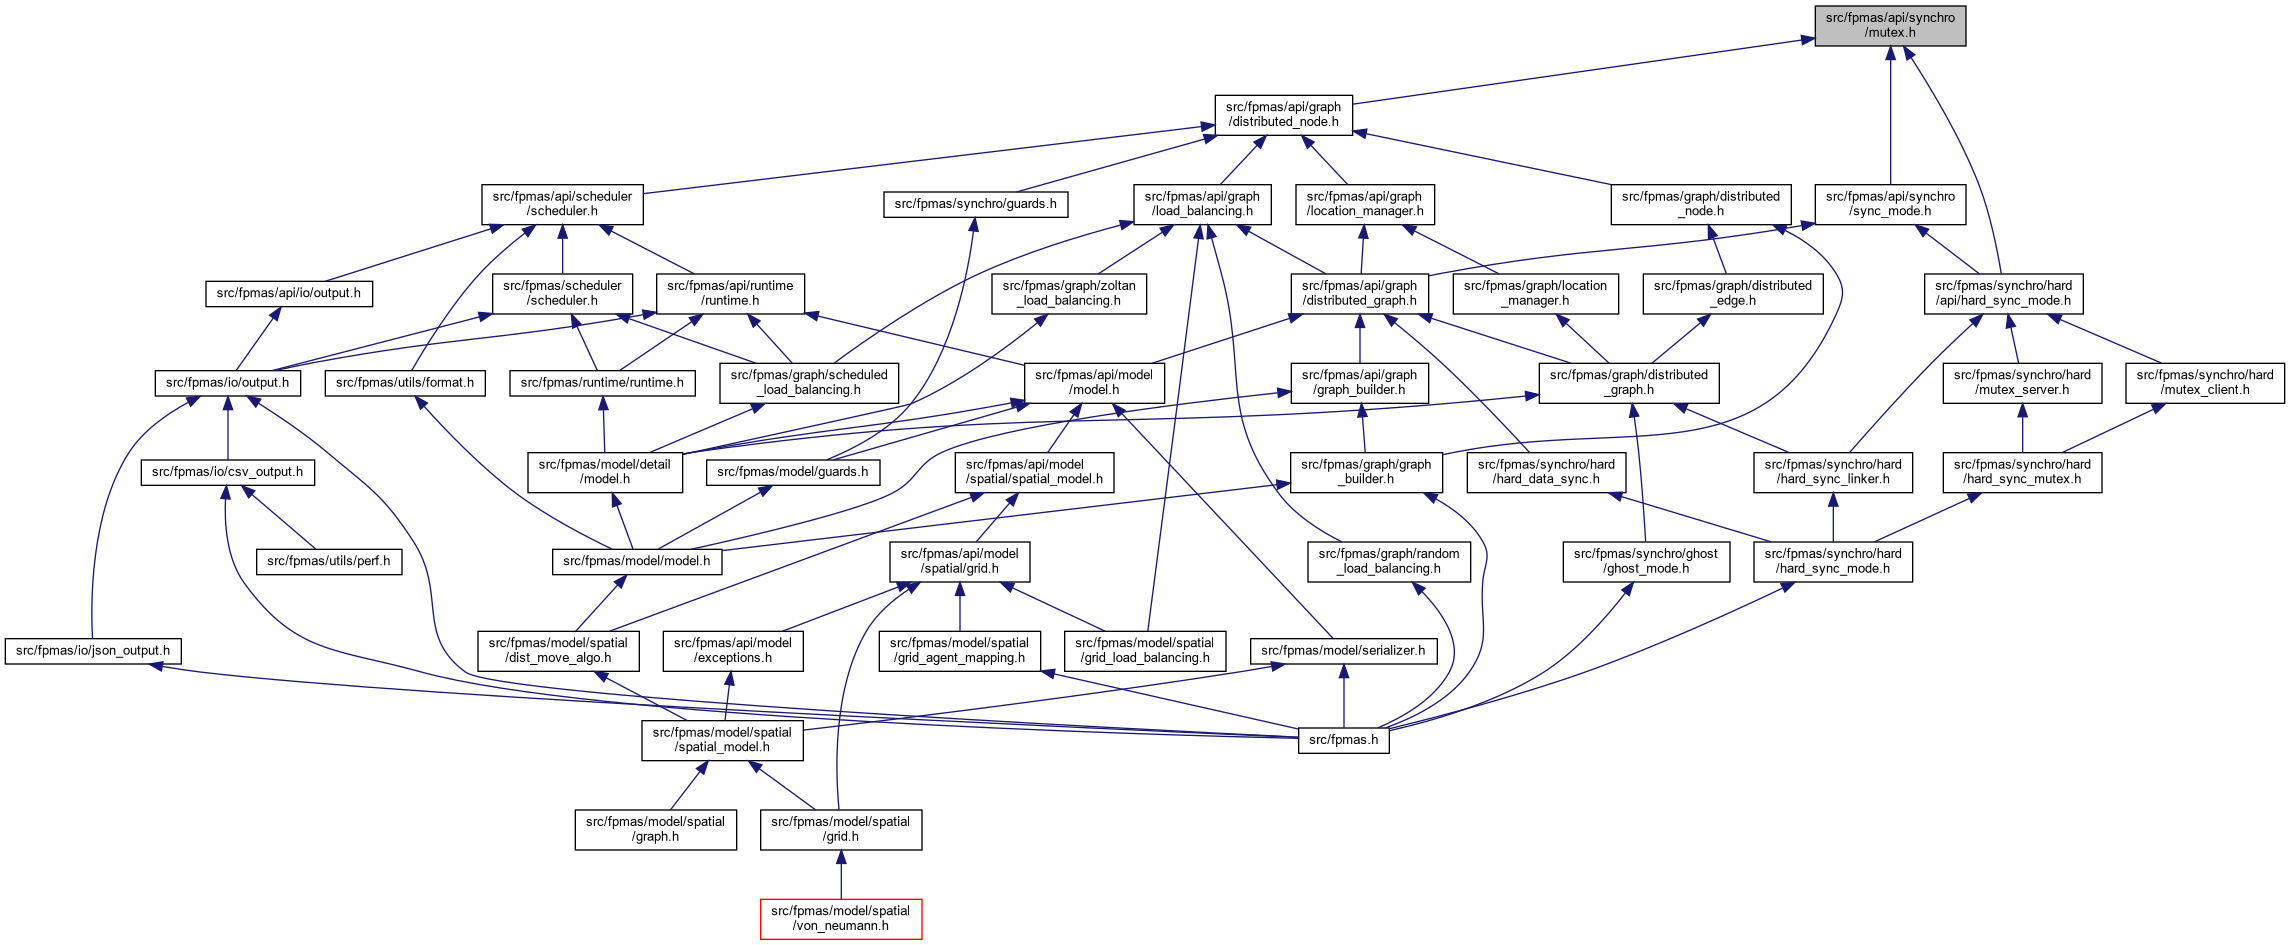 src/fpmas/api/synchro
/mutex.h
src/fpmas/api/graph
/distributed_node.h
src/fpmas/api/scheduler
/scheduler.h
src/fpmas/synchro/guards.h
src/fpmas/api/graph
/load_balancing.h
src/fpmas/api/graph
/location_manager.h
src/fpmas/graph/distributed
_node.h
src/fpmas/api/synchro
/sync_mode.h
src/fpmas/api/io/output.h
src/fpmas/scheduler
/scheduler.h
src/fpmas/api/runtime
/runtime.h
src/fpmas/graph/zoltan
_load_balancing.h
src/fpmas/api/graph
/distributed_graph.h
src/fpmas/graph/location
_manager.h
src/fpmas/graph/distributed
_edge.h
src/fpmas/synchro/hard
/api/hard_sync_mode.h
src/fpmas/io/output.h
src/fpmas/utils/format.h
src/fpmas/runtime/runtime.h
src/fpmas/graph/scheduled
_load_balancing.h
src/fpmas/api/model
/model.h
src/fpmas/api/graph
/graph_builder.h
src/fpmas/graph/distributed
_graph.h
src/fpmas/synchro/hard
/mutex_server.h
src/fpmas/synchro/hard
/mutex_client.h
src/fpmas/io/csv_output.h
src/fpmas/model/detail
/model.h
src/fpmas/model/guards.h
src/fpmas/api/model
/spatial/spatial_model.h
src/fpmas/graph/graph
_builder.h
src/fpmas/synchro/hard
/hard_data_sync.h
src/fpmas/synchro/hard
/hard_sync_linker.h
src/fpmas/synchro/hard
/hard_sync_mutex.h
src/fpmas/utils/perf.h
src/fpmas/model/model.h
src/fpmas/api/model
/spatial/grid.h
src/fpmas/graph/random
_load_balancing.h
src/fpmas/synchro/ghost
/ghost_mode.h
src/fpmas/synchro/hard
/hard_sync_mode.h
src/fpmas/io/json_output.h
src/fpmas/model/spatial
/dist_move_algo.h
src/fpmas/api/model
/exceptions.h
src/fpmas/model/spatial
/grid_agent_mapping.h
src/fpmas/model/spatial
/grid_load_balancing.h
src/fpmas/model/serializer.h
src/fpmas/model/spatial
/spatial_model.h
src/fpmas.h
src/fpmas/model/spatial
/graph.h
src/fpmas/model/spatial
/grid.h
src/fpmas/model/spatial
/von_neumann.h